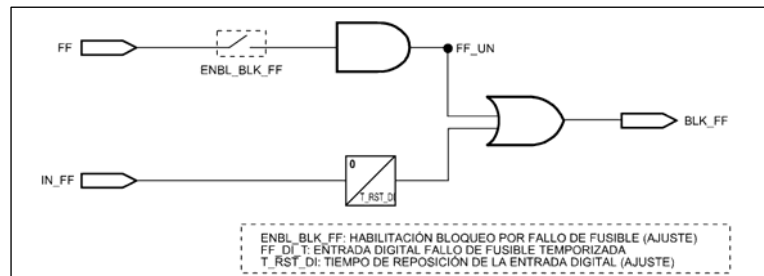 FF
ENBL_BLK_FF
FF_UN
BLK_FF
IN_FF
0
T_RST_DI
ENBL_BLK_FF: HABILITACIÓN BLOQUEO POR FALLO DE FUSIBLE (AJUSTE)
FF_DI_T: ENTRADA DIGITAL FALLO DE FUSIBLE TEMPORIZADA
T_RST_DI: TIEMPO DE REPOSICIÓN DE LA ENTRADA DIGITAL (AJUSTE)